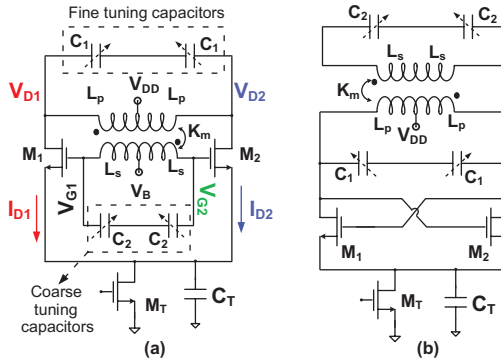 Fine tuning capacitors
C1 C1
VD1 VD2
Lp VDD Lp
Km
M1 M2
Ls Ls
VB
VG1 VG2
ID1 ID2
C2 C2
Coarse tuning capacitors
MT CT
(a)
C2 C2
Ls Ls
Km
Lp Lp
VDD
C1 C1
M1 M2
MT CT
(b)